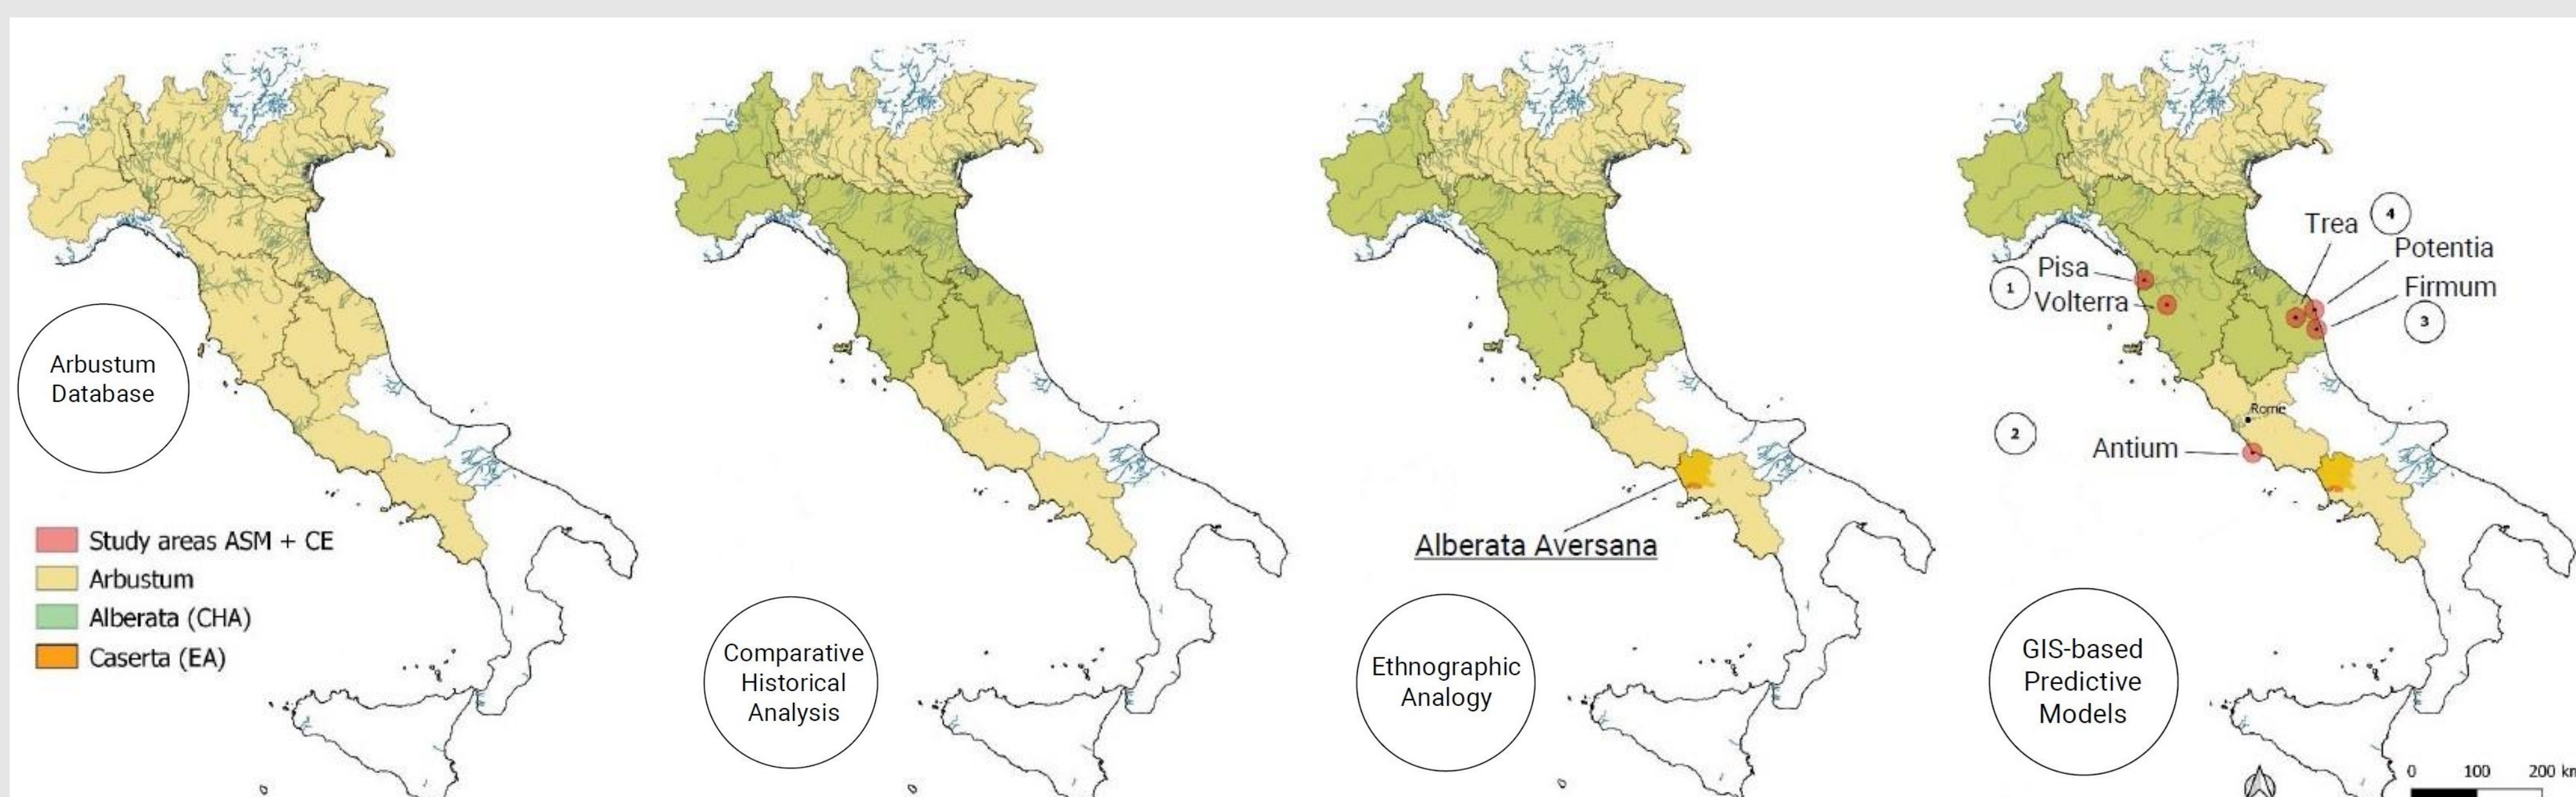 Arbustum
Database
Study areas ASM + CE
Arbustum
Alberata (CHA)
Caserta (EA)
Comparative
Historical
Analysis
Alberata Aversana
Ethnographic
Analogy
Trea
4
Potentia
Pisa
Firmum
1
Volterra
3
Rome
2
Antium
GIS-based
Predictive
Models
0 100 200 km